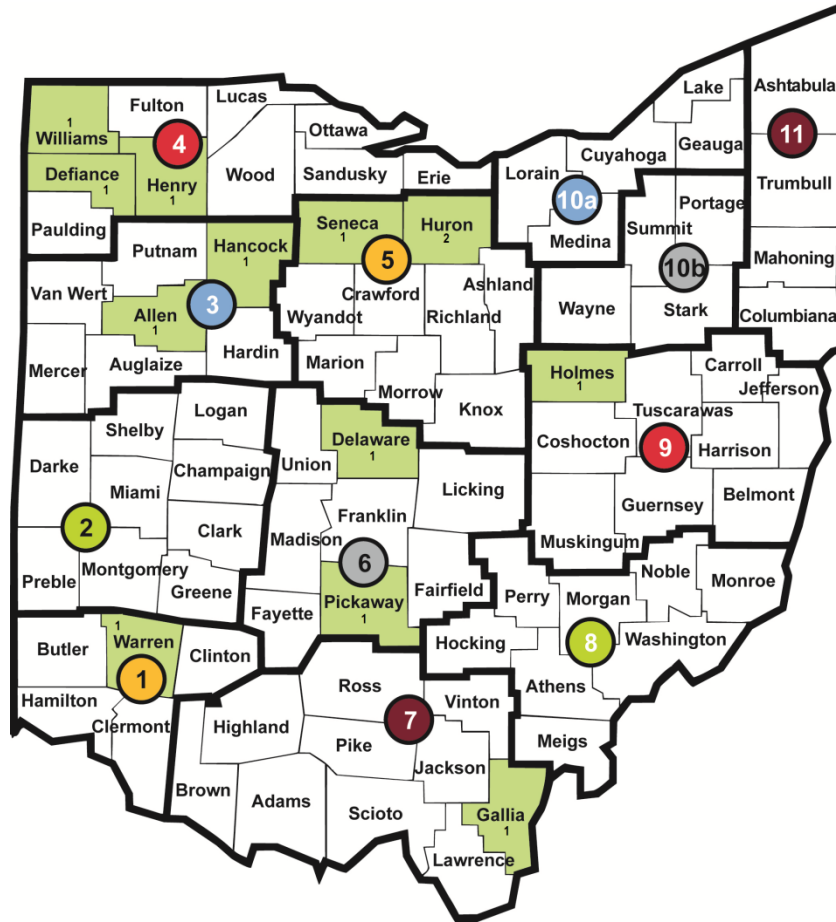 Lake
Ashtabula
Lucas
Fulton
1
Williams
4
11
Ottawa
Geauga
Cuyahoga
Lorain
Defiance
1
Henry
1
Wood
Sandusky
Erie
Trumbull
10a
Portage
Paulding
Seneca
1
Huron
2
Summit
Putnam
Hancock
1
Medina
Mahoning
5
10b
Ashland
Van Wert
Crawford
Allen
1
3
Wayne
Stark
Columbiana
Wyandot
Richland
Hardin
Marion
Auglaize
Mercer
Holmes
1
Carroll
Jefferson
Morrow
Knox
Logan
Tuscarawas
Shelby
Delaware
1
Coshocton
9
Harrison
Darke
Union
Champaign
Licking
Belmont
Miami
Guernsey
Franklin
2
Clark
Madison
Muskingum
6
Noble
Montgomery
Preble
Greene
Fairfield
Perry
Morgan
Monroe
Fayette
Pickaway
1
1
Warren
8
Washington
Hocking
Butler
Clinton
1
Athens
Ross
Hamilton
Vinton
Clermont
Highland
7
Meigs
Pike
Jackson
Brown
Adams
Scioto
Gallia
1
Lawrence